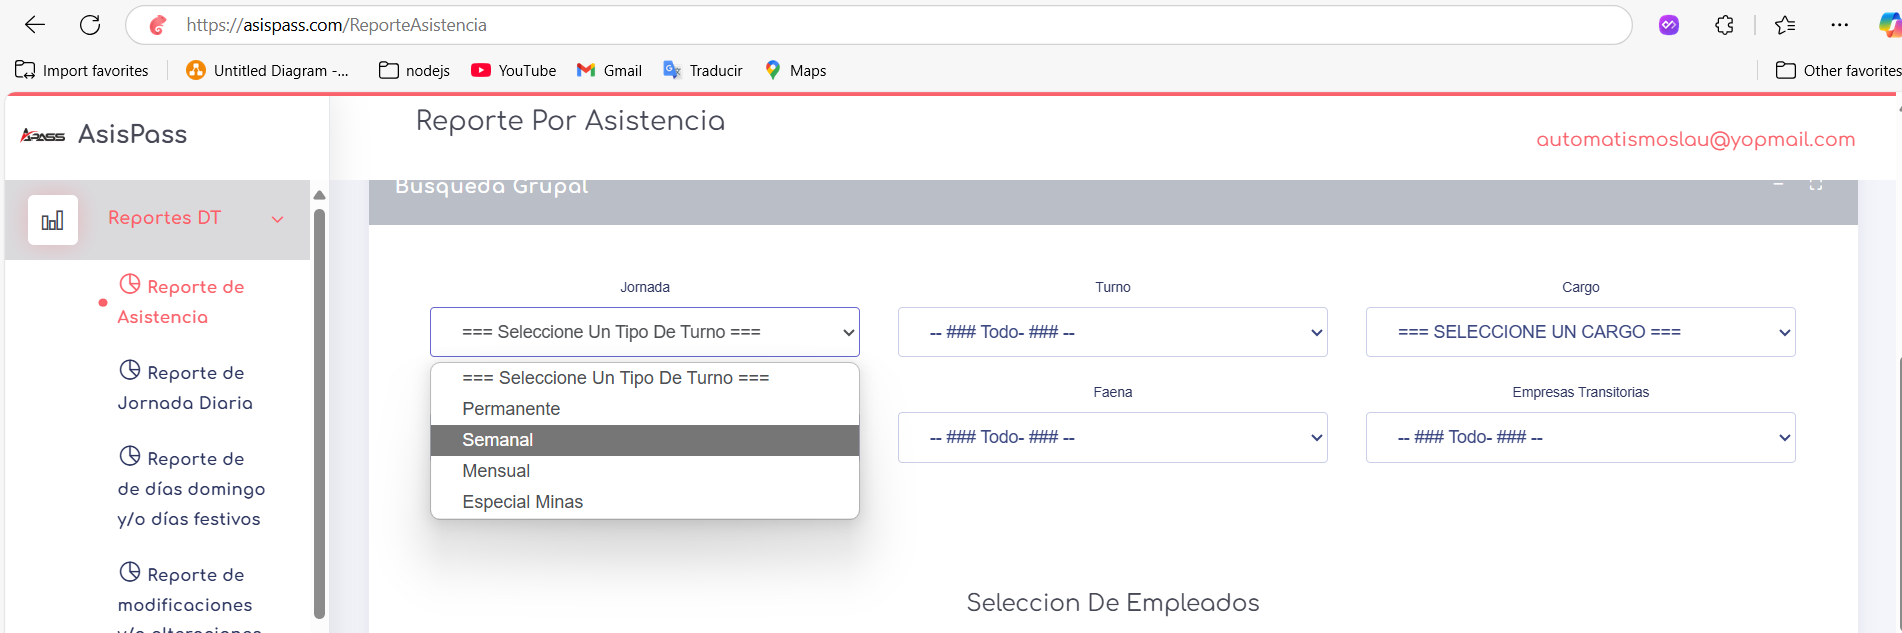 https://asispass.com/ReporteAsistencia
Import favorites
Untitled Diagram -...
nodejs
YouTube
Gmail
Traducir
Maps
Other favorites
APASS AsisPass
Reporte Por Asistencia
automatismoslau@yopmail.com
Reportes DT
Reporte de
Asistencia
Reporte de
Jornada Diaria
Reporte de
de días domingo
y/o días festivos
Reporte de
modificaciones
y/o alteraciones
Busqueda Grupal
Jornada
=== Seleccione Un Tipo De Turno ===
=== Seleccione Un Tipo De Turno ===
Permanente
Semanal
Mensual
Especial Minas
Turno
-- ### Todo- ### --
Cargo
=== SELECCIONE UN CARGO ===
Faena
-- ### Todo- ### --
Empresas Transitorias
-- ### Todo- ### --
Seleccion De Empleados